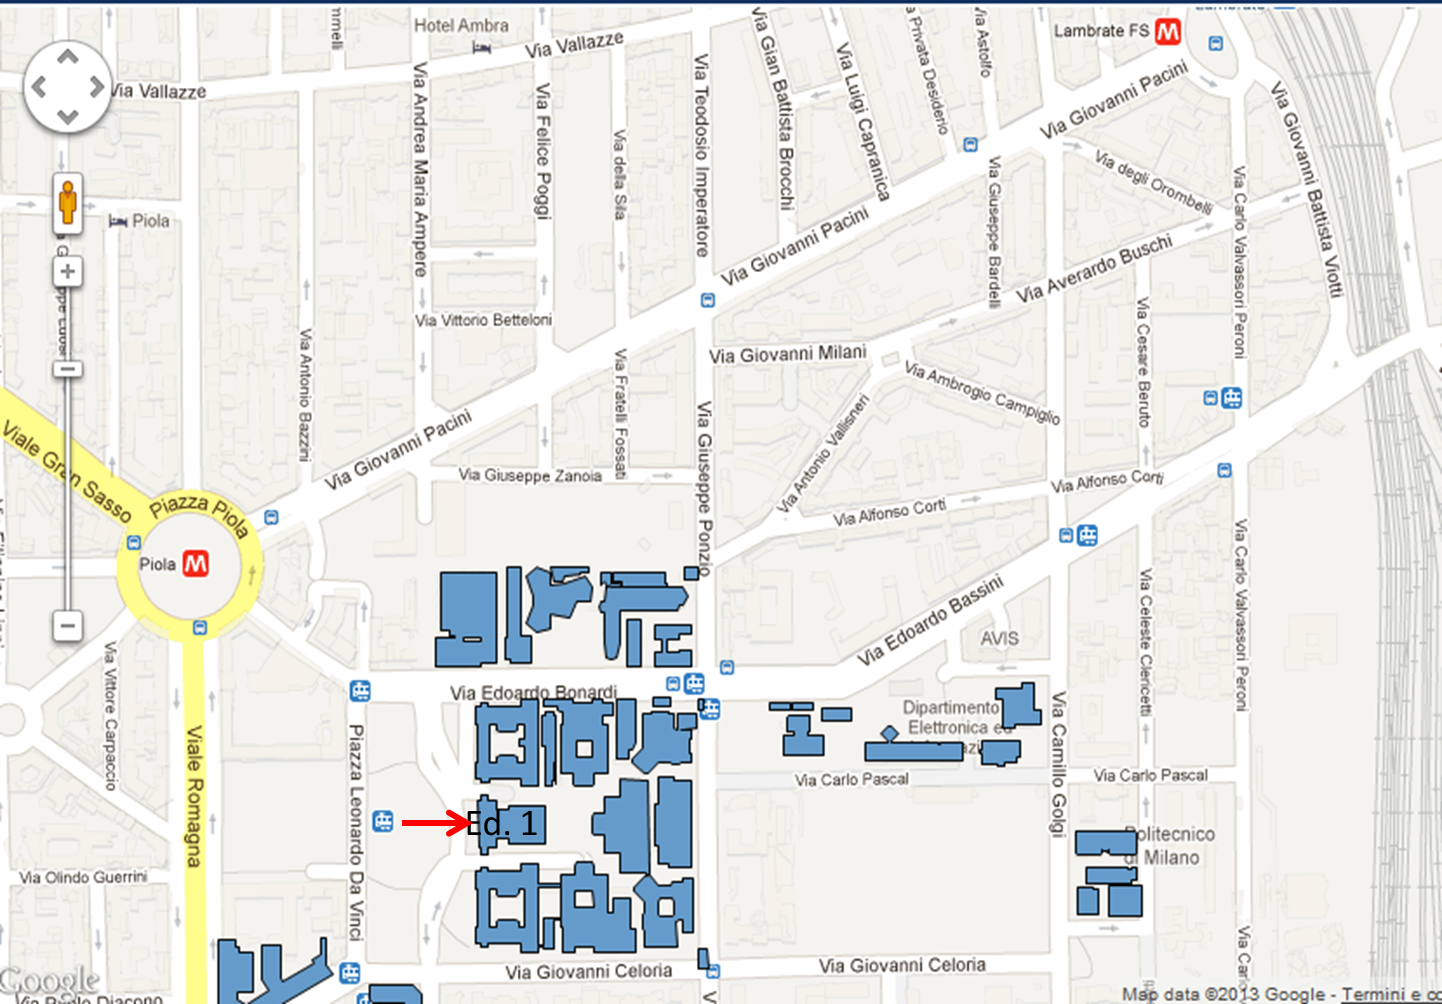 Hotel Ambra
Via Vallazze
Via Vallazze
Via Andrea Maria Ampere
Via Felice Poggi
Via della Sila
Via Teodosio Imperatore
Via Gian Battista Brocchi
Via Luigi Capranica
a Privata Desiderio
Via Astolfo
Lambrate FS
M
Via Giovanni Pacini
Via degli Orombelli
Via Giovanni Battista Viotti
Via Carlo Valvassori Peroni
Via Giuseppe Bardelli
Piola
Via Giovanni Pacini
Via Averardo Buschi
Via Vittorio Betteloni
Via Antonio Bazzini
Via Fratelli Fossati
Via Giovanni Milani
Via Ambrogio Campiglio
Via Cesare Beruto
Via Antonio Vallisneri
Via Giuseppe Ponzio
Via Giovanni Pacini
Viale Gran Sasso
Piazza Piola
Via Giuseppe Zanoia
Via Alfonso Corti
Via Alfonso Corti
Piola
M
Via Edoardo Bassini
AVIS
Via Celeste Clericetti
Via Carlo Valvassori Peroni
Via Vittore Carpaccio
Via Edoardo Bonardi
Dipartimento
Elettronica ed
Viale Romagna
Piazza Leonardo Da Vinci
Via Carlo Pascal
Via Carlo Pascal
Via Camillo Golgi
Ed. 1
Politecnico
di Milano
Via Olindo Guerrini
Via Giovanni Celoria
Via Giovanni Celoria
Via Carlo
Google
Map data ©2013 Google - Termini e co